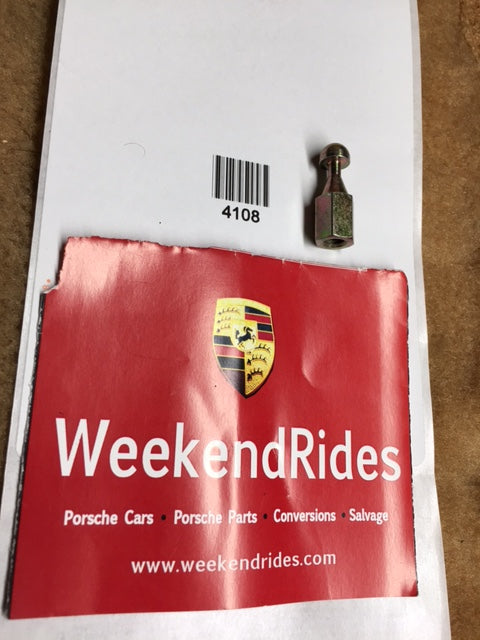 4108
WeekendRides
Porsche Cars • Porsche Parts • Conversions • Salvage
www.weekendrides.com